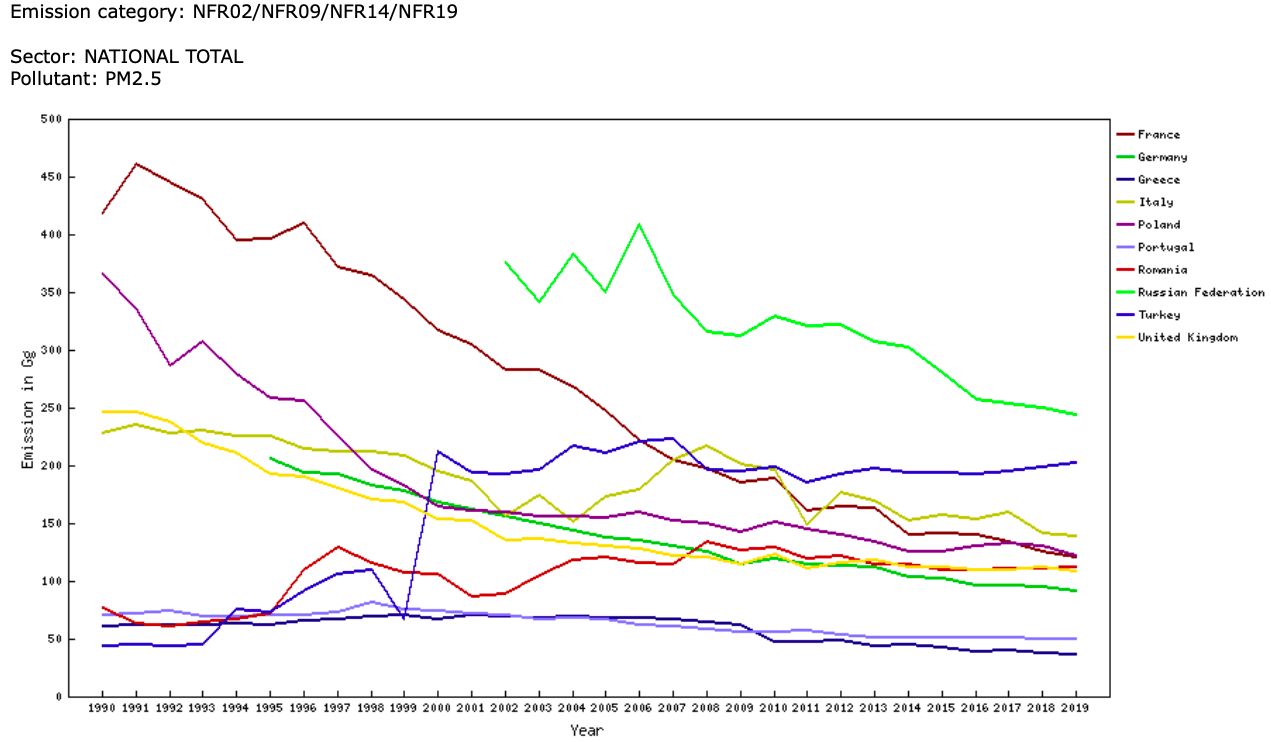 Emission category: NFR02/NFR09/NFR14/NFR19
Sector: NATIONAL TOTAL
Pollutant: PM2.5
500
450
400
350
300
250
200
150
100
50
0
Emission in Gg
1990 1991 1992 1993 1994 1995 1996 1997 1998 1999 2000 2001 2002 2003 2004 2005 2006 2007 2008 2009 2010 2011 2012 2013 2014 2015 2016 2017 2018 2019
Year
France
Germany
Greece
Italy
Poland
Portugal
Romania
Russian Federation
Turkey
United Kingdom